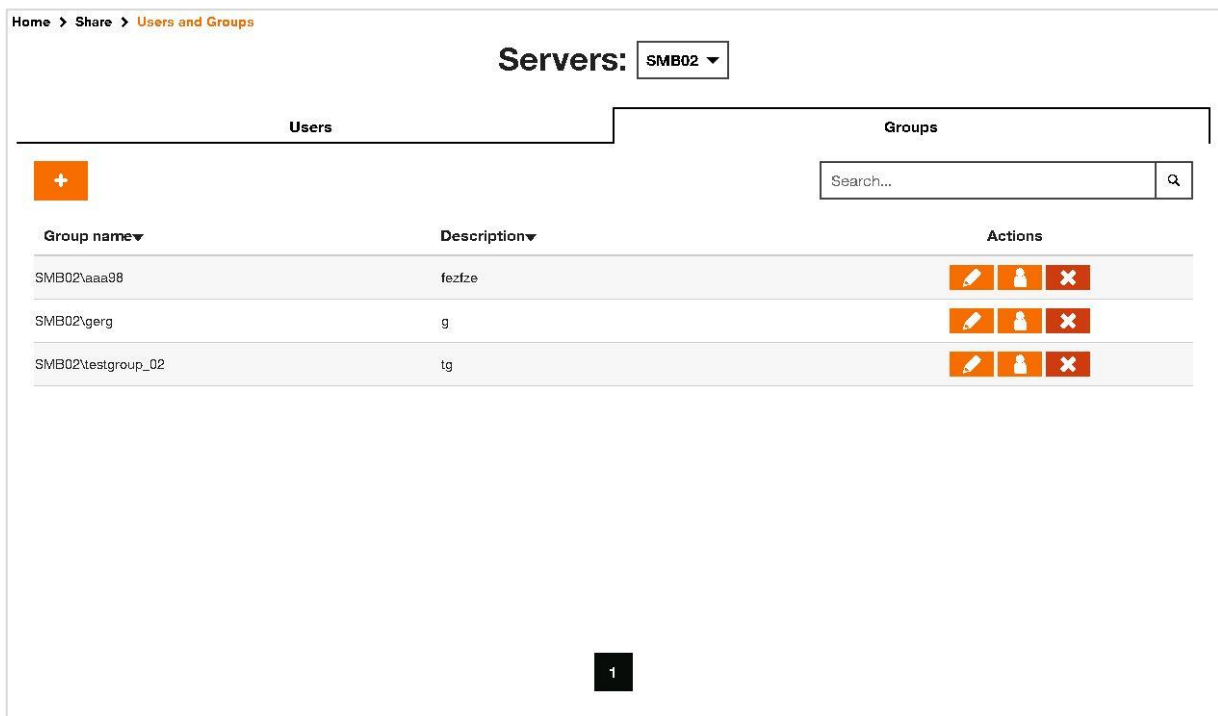 Home > Share > Users and Groups
Servers: SMB02
Users Groups
Search...
Group name Description Actions
SMB02\aaa98 fezfze
SMB02\gerg g
SMB02\testgroup_02 tg
1